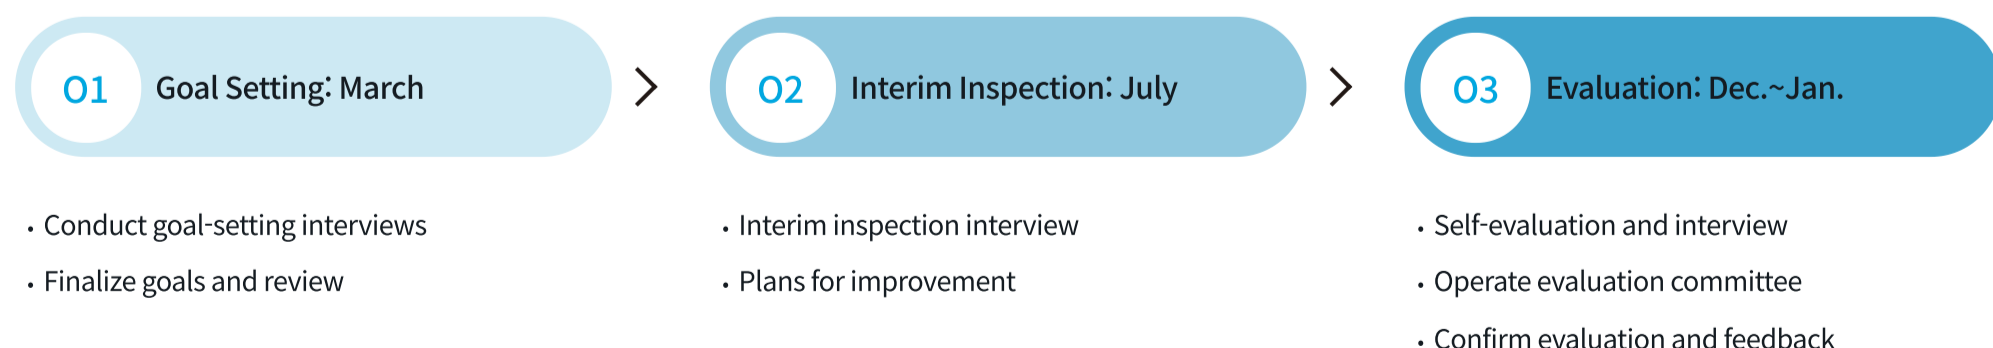 01 Goal Setting: March
• Conduct goal-setting interviews
• Finalize goals and review
02 Interim Inspection: July
• Interim inspection interview
• Plans for improvement
03 Evaluation: Dec.~Jan.
• Self-evaluation and interview
• Operate evaluation committee
• Confirm evaluation and feedback